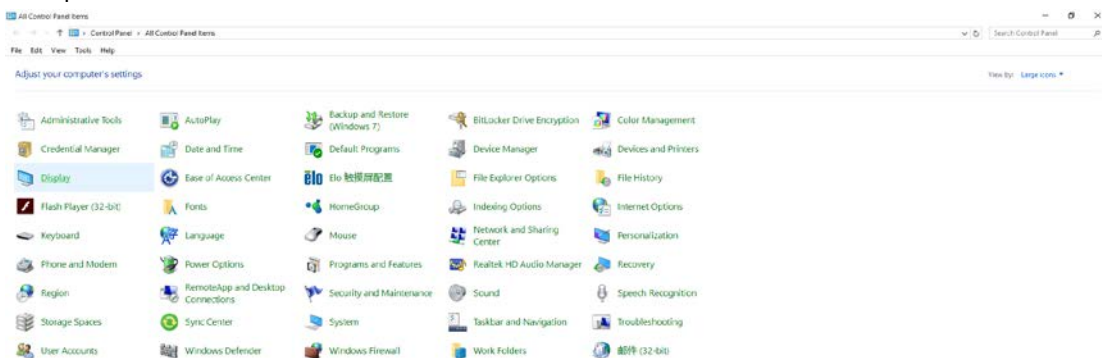 All Control Panel Items
Control Panel › All Control Panel Items
Search Control Panel
File Edit View Tools Help
Adjust your computer's settings
View by: Large icons
Administrative Tools
AutoPlay
Backup and Restore
(Windows 7)
BitLocker Drive Encryption
Color Management
Credential Manager
Date and Time
Default Programs
Device Manager
Devices and Printers
Display
Ease of Access Center
elo
Elo 触摸屏配置
File Explorer Options
File History
Flash Player (32-bit)
Fonts
HomeGroup
Indexing Options
Internet Options
Keyboard
Language
Mouse
Network and Sharing
Center
Personalization
Phone and Modem
Power Options
Programs and Features
Realtek HD Audio Manager
Recovery
Region
RemoteApp and Desktop
Connections
Security and Maintenance
Sound
Speech Recognition
Storage Spaces
Sync Center
System
Taskbar and Navigation
Troubleshooting
User Accounts
Windows Defender
Windows Firewall
Work Folders
邮件 (32-bit)